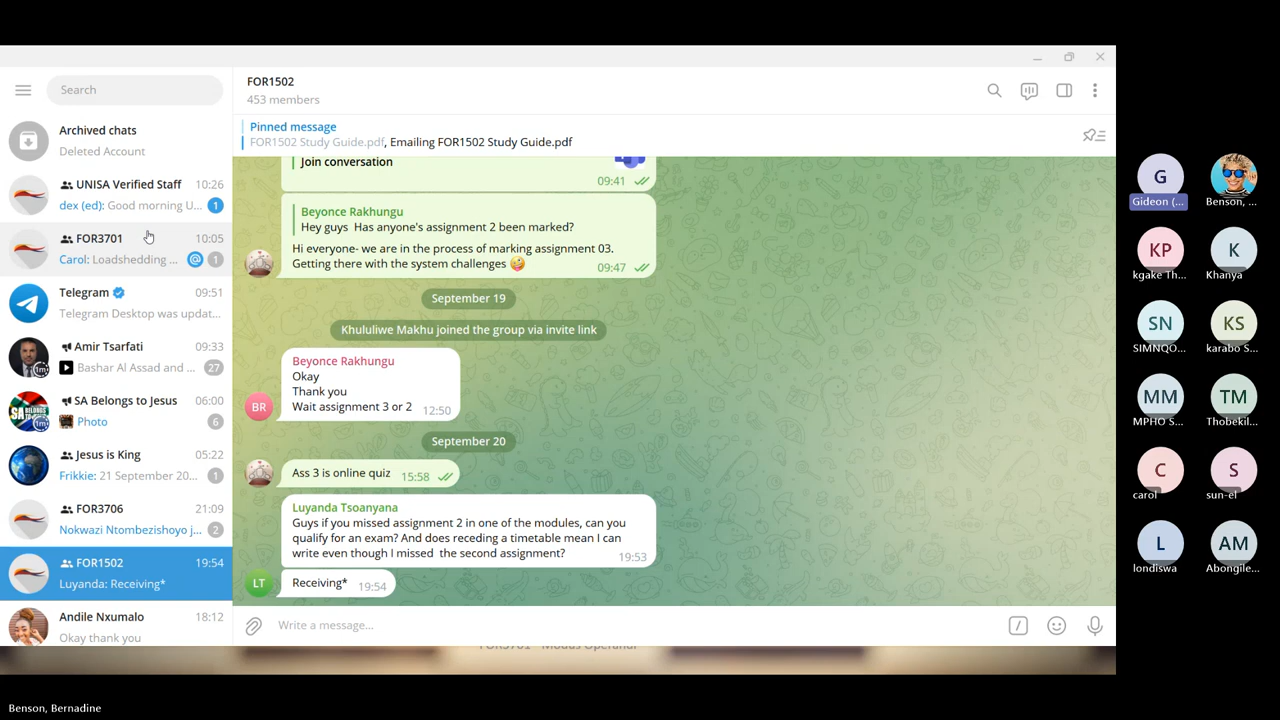 Search
Archived chats
Deleted Account
UNISA Verified Staff 10:26
dex (ed): Good morning U... 1
FOR3701 10:05
Carol: Loadshedding ... @ 1
Telegram 09:51
Telegram Desktop was updat...
Amir Tsarfati 09:33
Bashar Al Assad and ... 27
SA Belongs to Jesus 06:00
Photo 6
Jesus is King 05:22
Frikkie: 21 September 20... 1
FOR3706 21:09
Nokwazi Ntombezishoyo j... 2
FOR1502 19:54
Luyanda: Receiving*
Andile Nxumalo 18:12
Okay thank you
FOR1502
453 members
Pinned message
FOR1502 Study Guide.pdf, Emailing FOR1502 Study Guide.pdf
Join conversation
09:41
Beyonce Rakhungu
Hey guys Has anyone's assignment 2 been marked?
Hi everyone- we are in the process of marking assignment 03.
Getting there with the system challenges 🤪
09:47
September 19
Khululiwe Makhu joined the group via invite link
Beyonce Rakhungu
Okay
Thank you
Wait assignment 3 or 2 12:50
BR
September 20
Ass 3 is online quiz 15:58
Luyanda Tsoanyana
Guys if you missed assignment 2 in one of the modules, can you
qualify for an exam? And does receding a timetable mean I can
write even though I missed the second assignment?
19:53
LT
Receiving* 19:54
Write a message...
G
Gideon (...
Benson, ...
KP
kgake Th...
K
Khanya
SN
SIMNQO...
KS
karabo S...
MM
MPHO S...
TM
Thobekil...
C
carol
S
sun-el
L
londiswa
AM
Abongile...
Benson, Bernadine